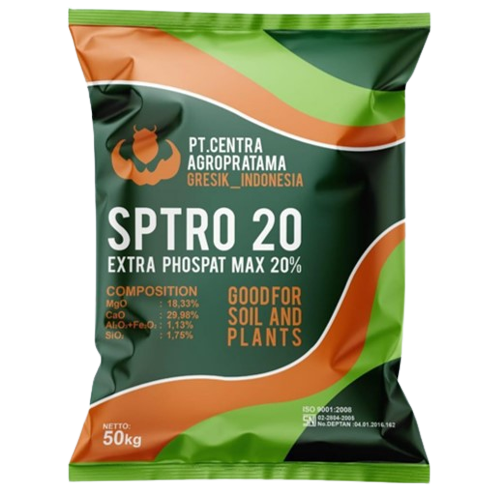 PT.CENTRA
AGROPRATAMA
GRESIK_INDONESIA
SPTRO 20
EXTRA PHOSPAT MAX 20%
COMPOSITION
MgO : 18,33%
CaO : 29,98%
Al₂O₃+Fe₂O₃ : 1,13%
SiO₂ : 1,75%
GOOD FOR
SOIL AND
PLANTS
ISO 9001:2008
02-2004-2005
No.DEPTAN :04.01.2016.162
NETTO:
50kg